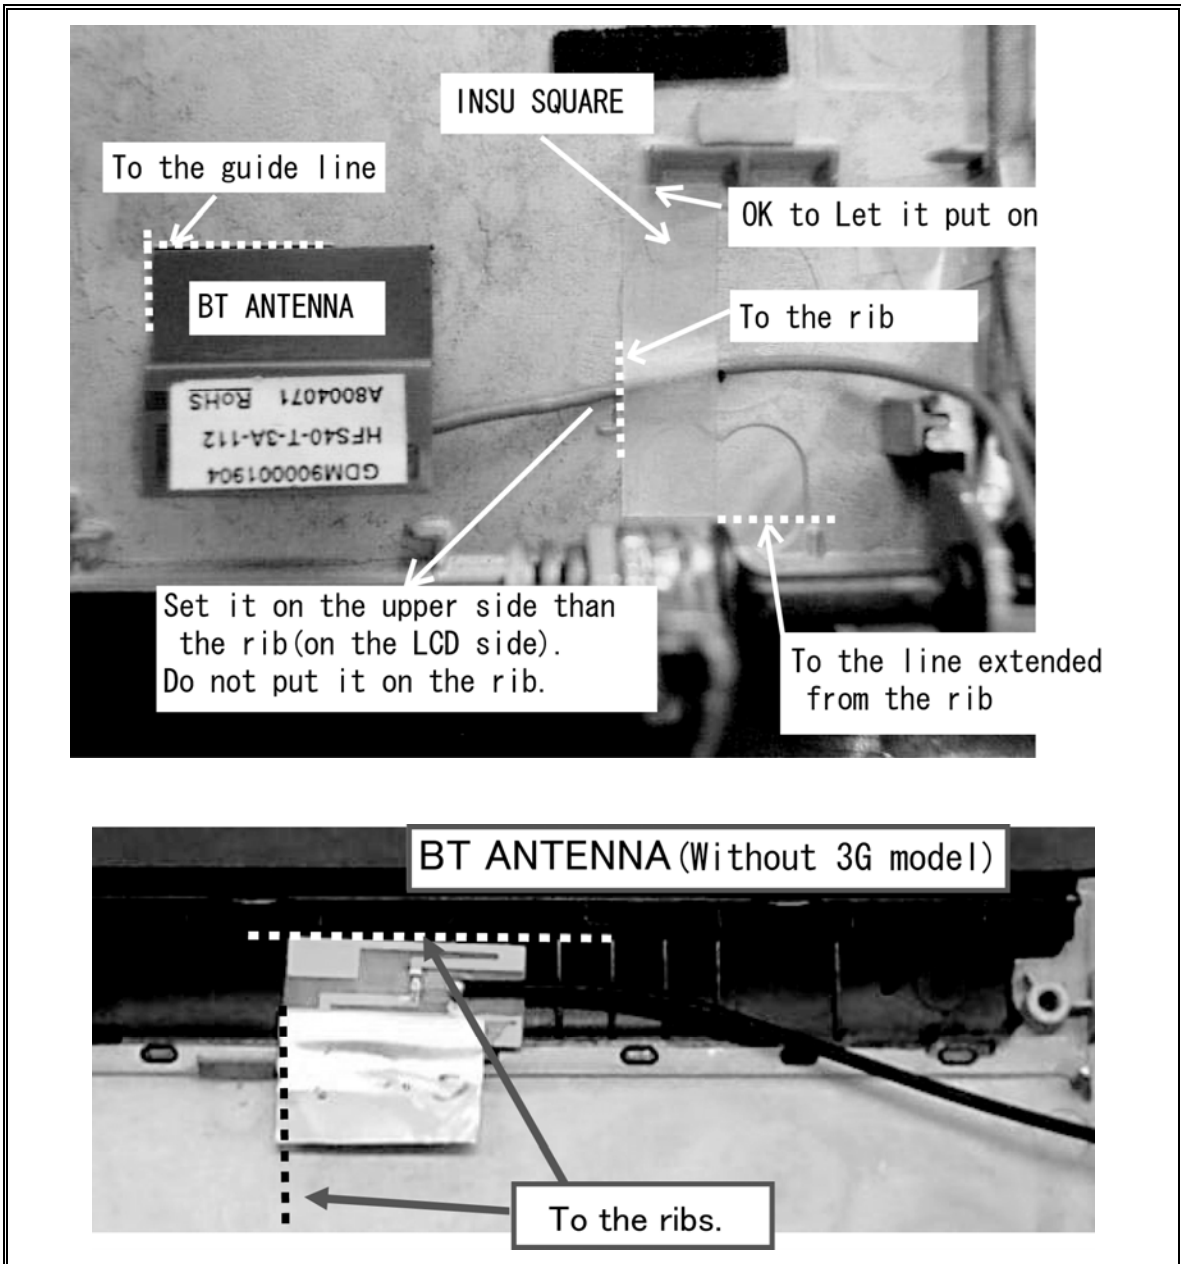 INSU SQUARE
To the guide line
OK to Let it put on
BT ANTENNA
To the rib
A8004071 RoHS
HFS40-T-3A-112
GDM900001904
Set it on the upper side than
the rib(on the LCD side).
Do not put it on the rib.
To the line extended
from the rib
BT ANTENNA(Without 3G model)
To the ribs.